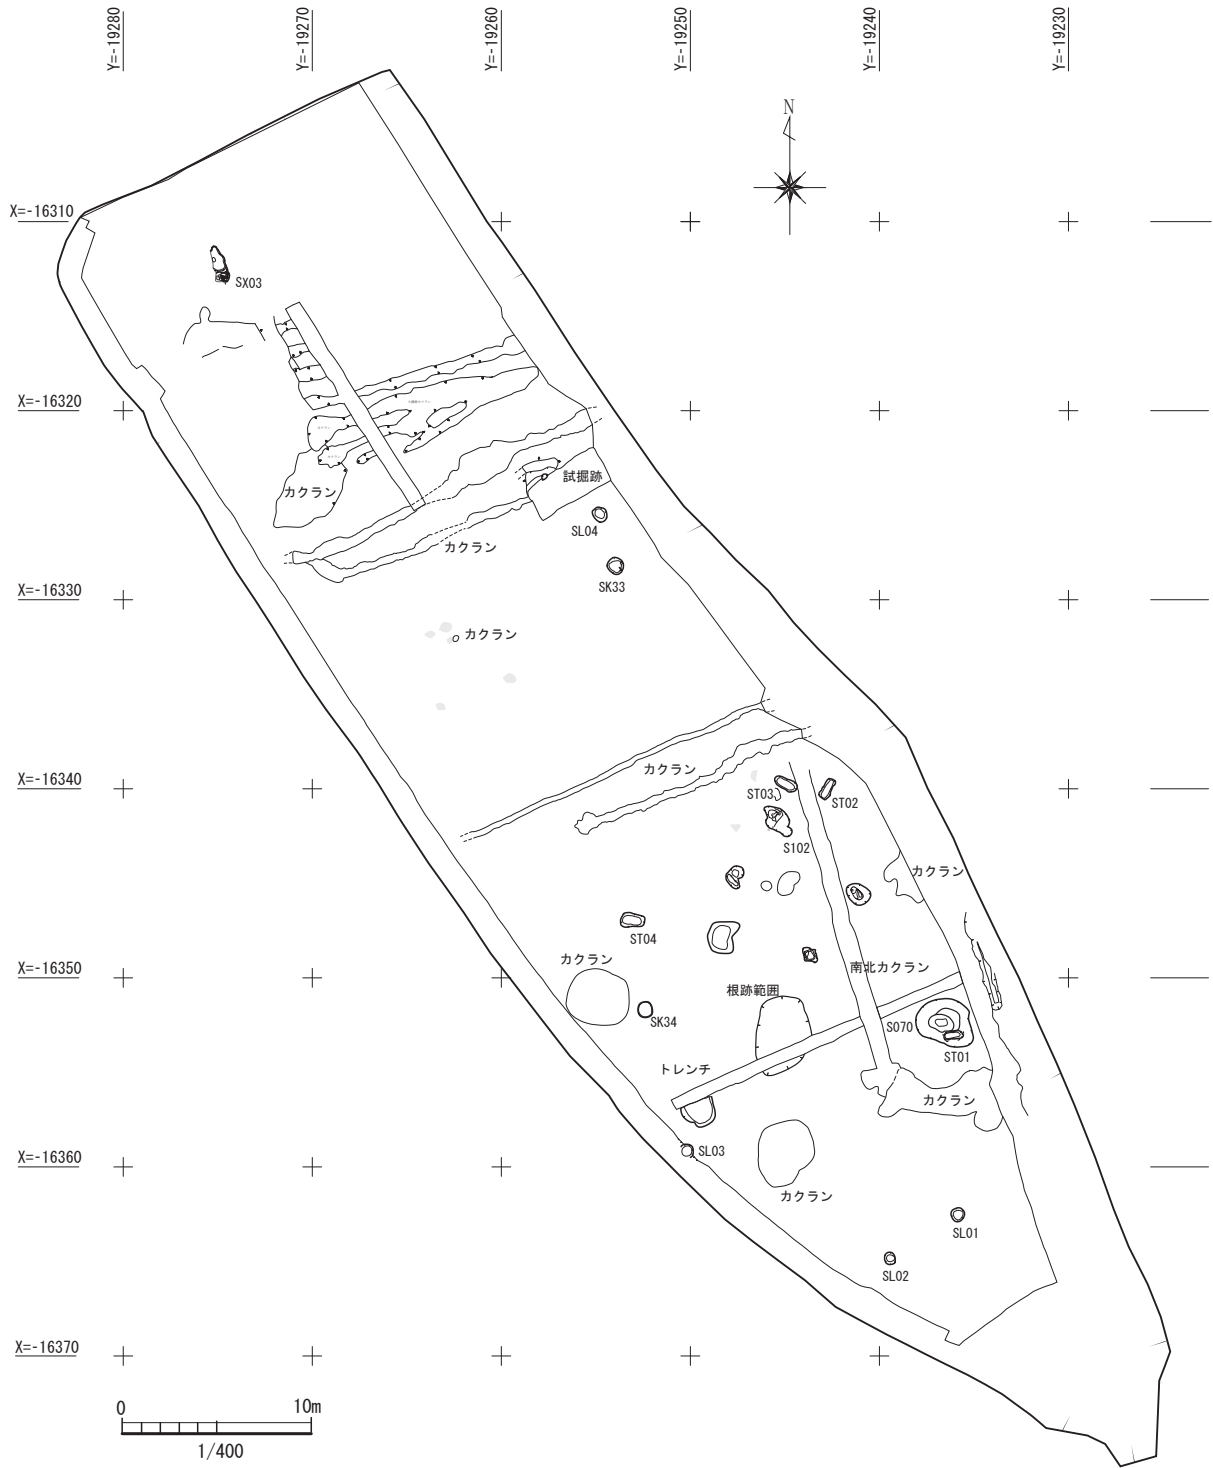 Y=-19280
Y=-19270
Y=-19260
Y=-19250
Y=-19240
Y=-19230
N
X=-16310
SX03
X=-16320
カクラン
試掘跡
SL04
カクラン
SK33
X=-16330
カクラン
カクラン
X=-16340
ST03
ST02
S102
カクラン
ST04
カクラン
南北カクラン
X=-16350
根跡範囲
SK34
S070
ST01
トレンチ
カクラン
SL03
X=-16360
カクラン
SL01
SL02
X=-16370
0 10m
1/400